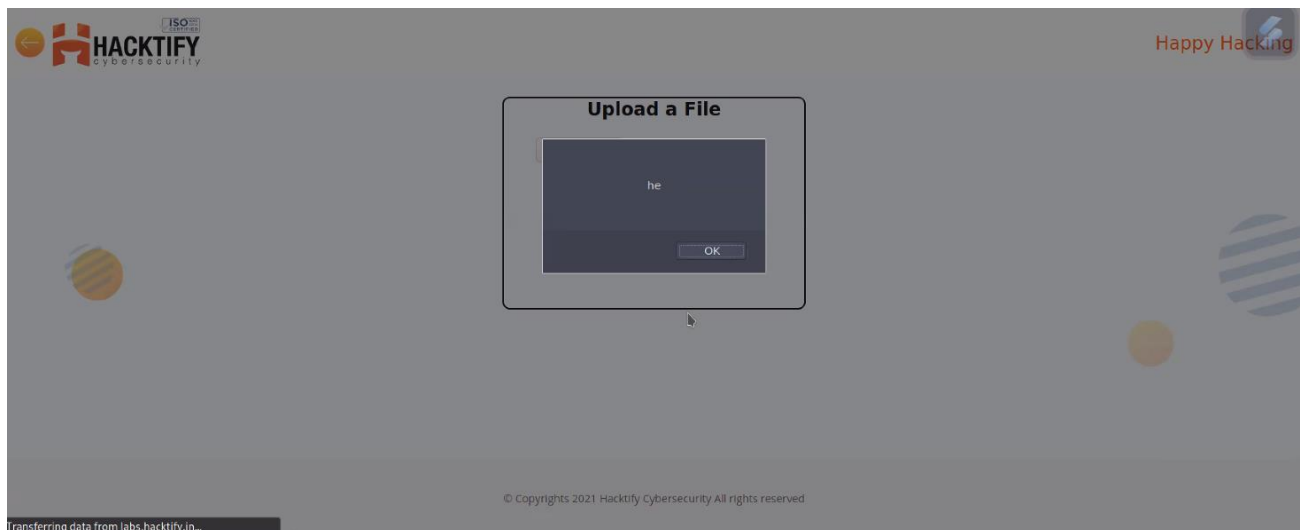 ISO
CERTIFIED
HACKTIFY
cybersecurity
Happy Hacking
Upload a File
he
OK
© Copyrights 2021 Hacktify Cybersecurity All rights reserved
Transferring data from labs.hacktify.in...